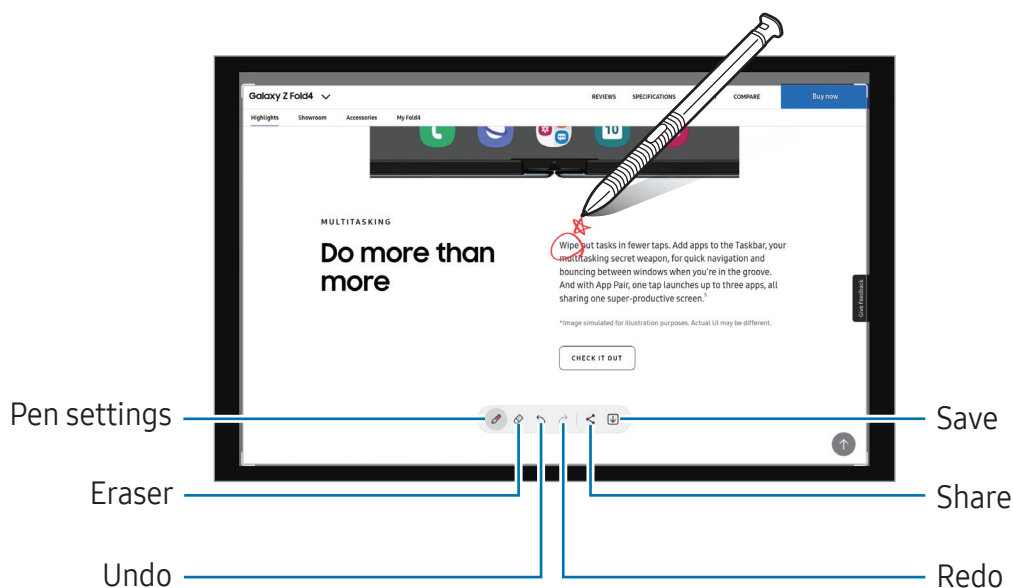 Galaxy Z Fold4
REVIEWS SPECIFICATIONS COMPARE Buy now
Highlights Showroom Accessories My Fold4
10
MULTITASKING
Do more than
more
Wipe out tasks in fewer taps. Add apps to the Taskbar, your
multitasking secret weapon, for quick navigation and
bouncing between windows when you're in the groove.
And with App Pair, one tap launches up to three apps, all
sharing one super-productive screen.5
*Image simulated for illustration purposes. Actual UI may be different.
CHECK IT OUT
Give Feedback
Pen settings
Save
Eraser
Share
Undo
Redo